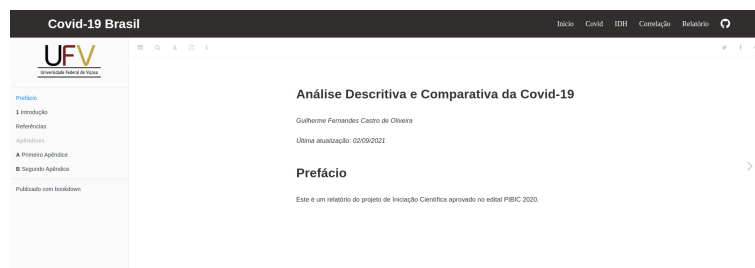 Covid-19 Brasil
Início Covid IDH Correlação Relatório
UFV
Universidade Federal de Viçosa
Prefácio
1 Introdução
Referências
Apêndices
A Primeiro Apêndice
B Segundo Apêndice
Publicado com bookdown
Análise Descritiva e Comparativa da Covid-19
Guilherme Fernandes Castro de Oliveira
Última atualização: 02/09/2021
Prefácio
Este é um relatório do projeto de Iniciação Científica aprovado no edital PIBIC 2020.